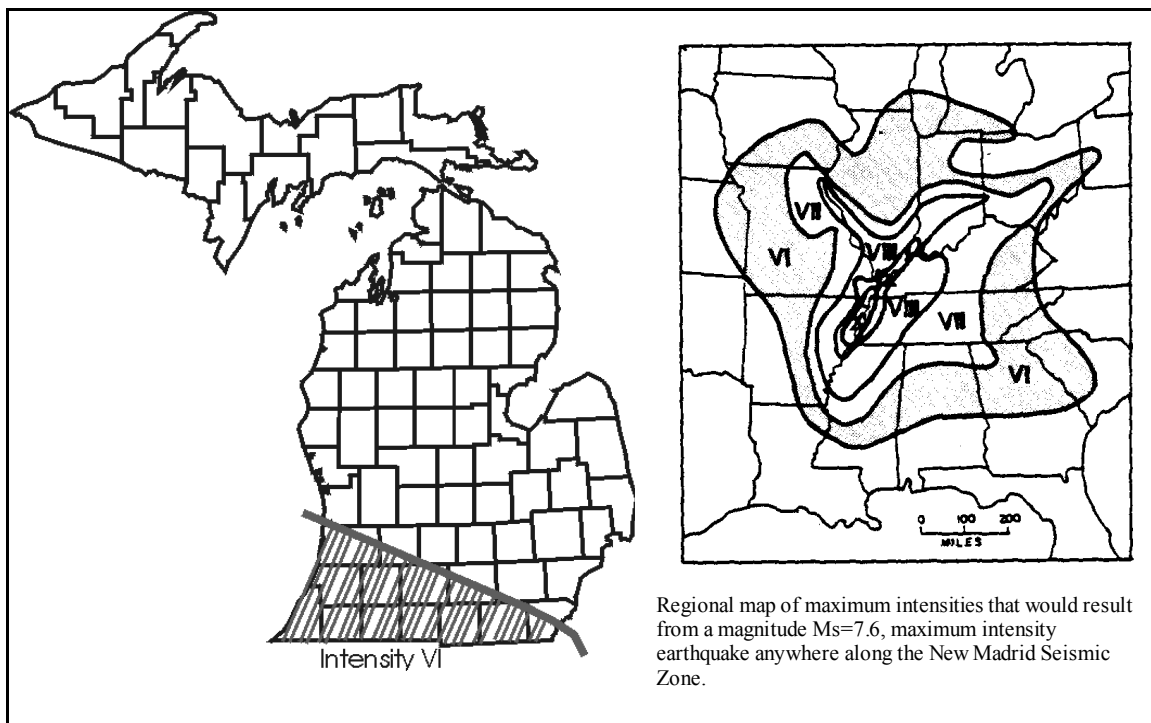 Intensity VI
VII
VI
VIII
VIII
VII
VI
0 100 200
MILES
Regional map of maximum intensities that would result
from a magnitude Ms=7.6, maximum intensity
earthquake anywhere along the New Madrid Seismic
Zone.